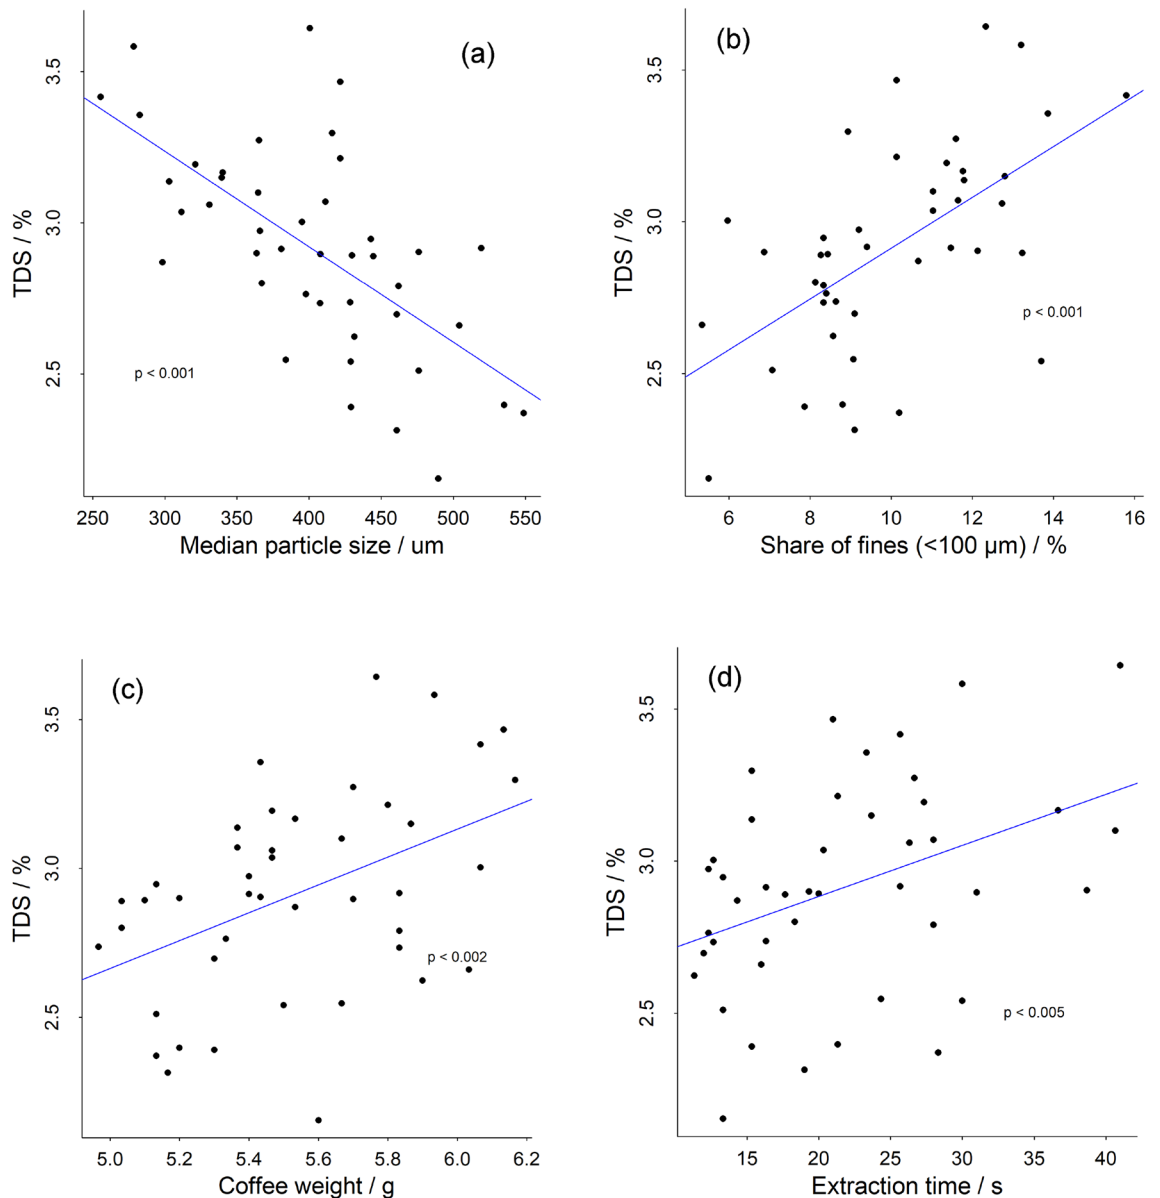 (a)
TDS / %
3.5
3.0
2.5
p < 0.001
250 300 350 400 450 500 550
Median particle size / um
(b)
TDS / %
3.5
3.0
2.5
p < 0.001
6 8 10 12 14 16
Share of fines (<100 µm) / %
(c)
TDS / %
3.5
3.0
2.5
p < 0.002
5.0 5.2 5.4 5.6 5.8 6.0 6.2
Coffee weight / g
(d)
TDS / %
3.5
3.0
2.5
p < 0.005
15 20 25 30 35 40
Extraction time / s